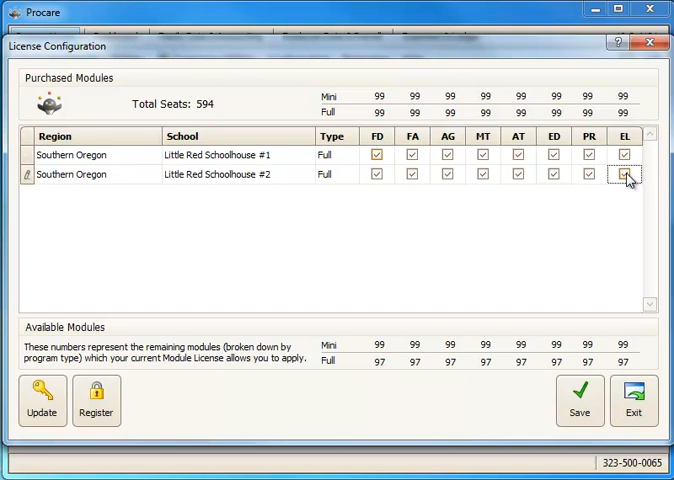 Procare
License Configuration
?
Purchased Modules
Total Seats: 594
Mini 99 99 99 99 99 99 99 99
Full 99 99 99 99 99 99 99 99
Region School Type FD FA AG MT AT ED PR EL
Southern Oregon Little Red Schoolhouse #1 Full
Southern Oregon Little Red Schoolhouse #2 Full
Available Modules
These numbers represent the remaining modules (broken down by
program type) which your current Module License allows you to apply.
Mini 99 99 99 99 99 99 99 99
Full 97 97 97 97 97 97 97 97
Update Register Save Exit
323-500-0065